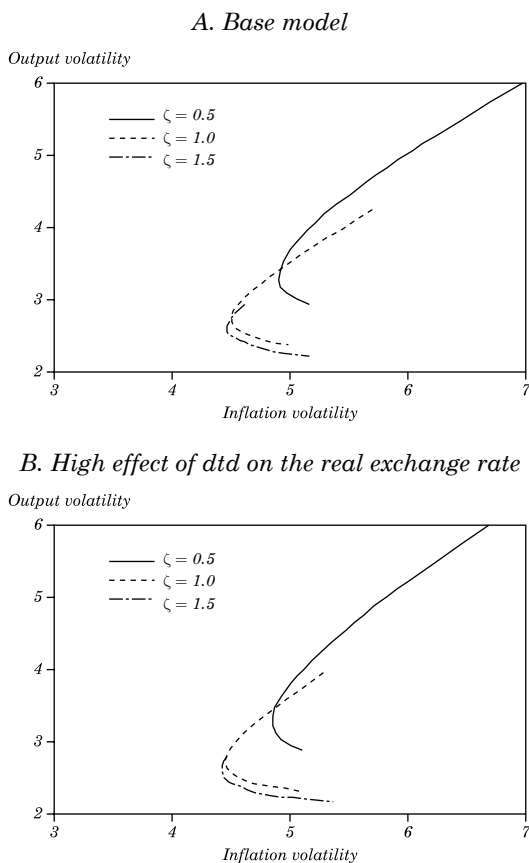 A. Base model
Output volatility
6
ζ = 0.5
ζ = 1.0
5
ζ = 1.5
4
3
2
3 4 5 6 7
Inflation volatility
B. High effect of dtd on the real exchange rate
Output volatility
6
ζ = 0.5
ζ = 1.0
5
ζ = 1.5
4
3
2
3 4 5 6 7
Inflation volatility